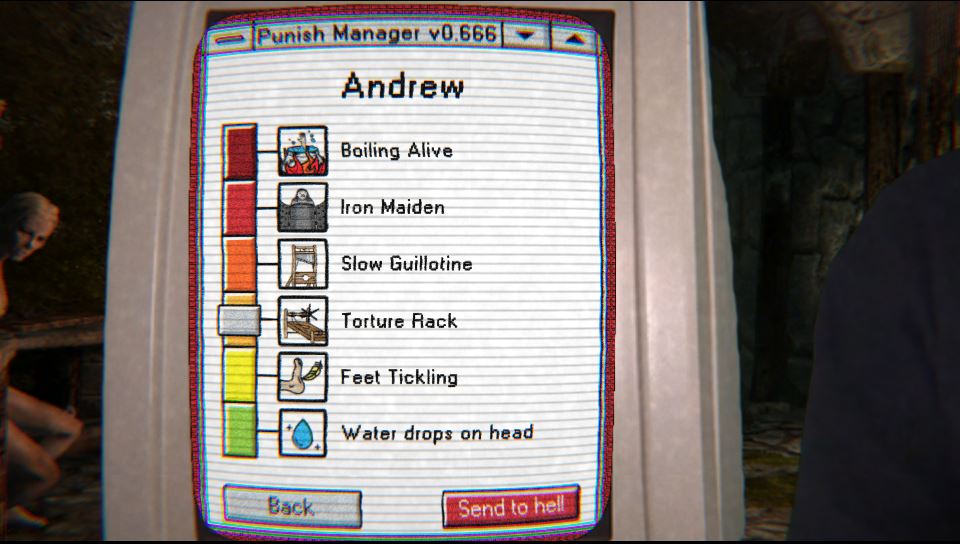 Punish Manager v0.666
Andrew
Boiling Alive
Iron Maiden
Slow Guillotine
Torture Rack
Feet Tickling
Water drops on head
Back
Send to hell